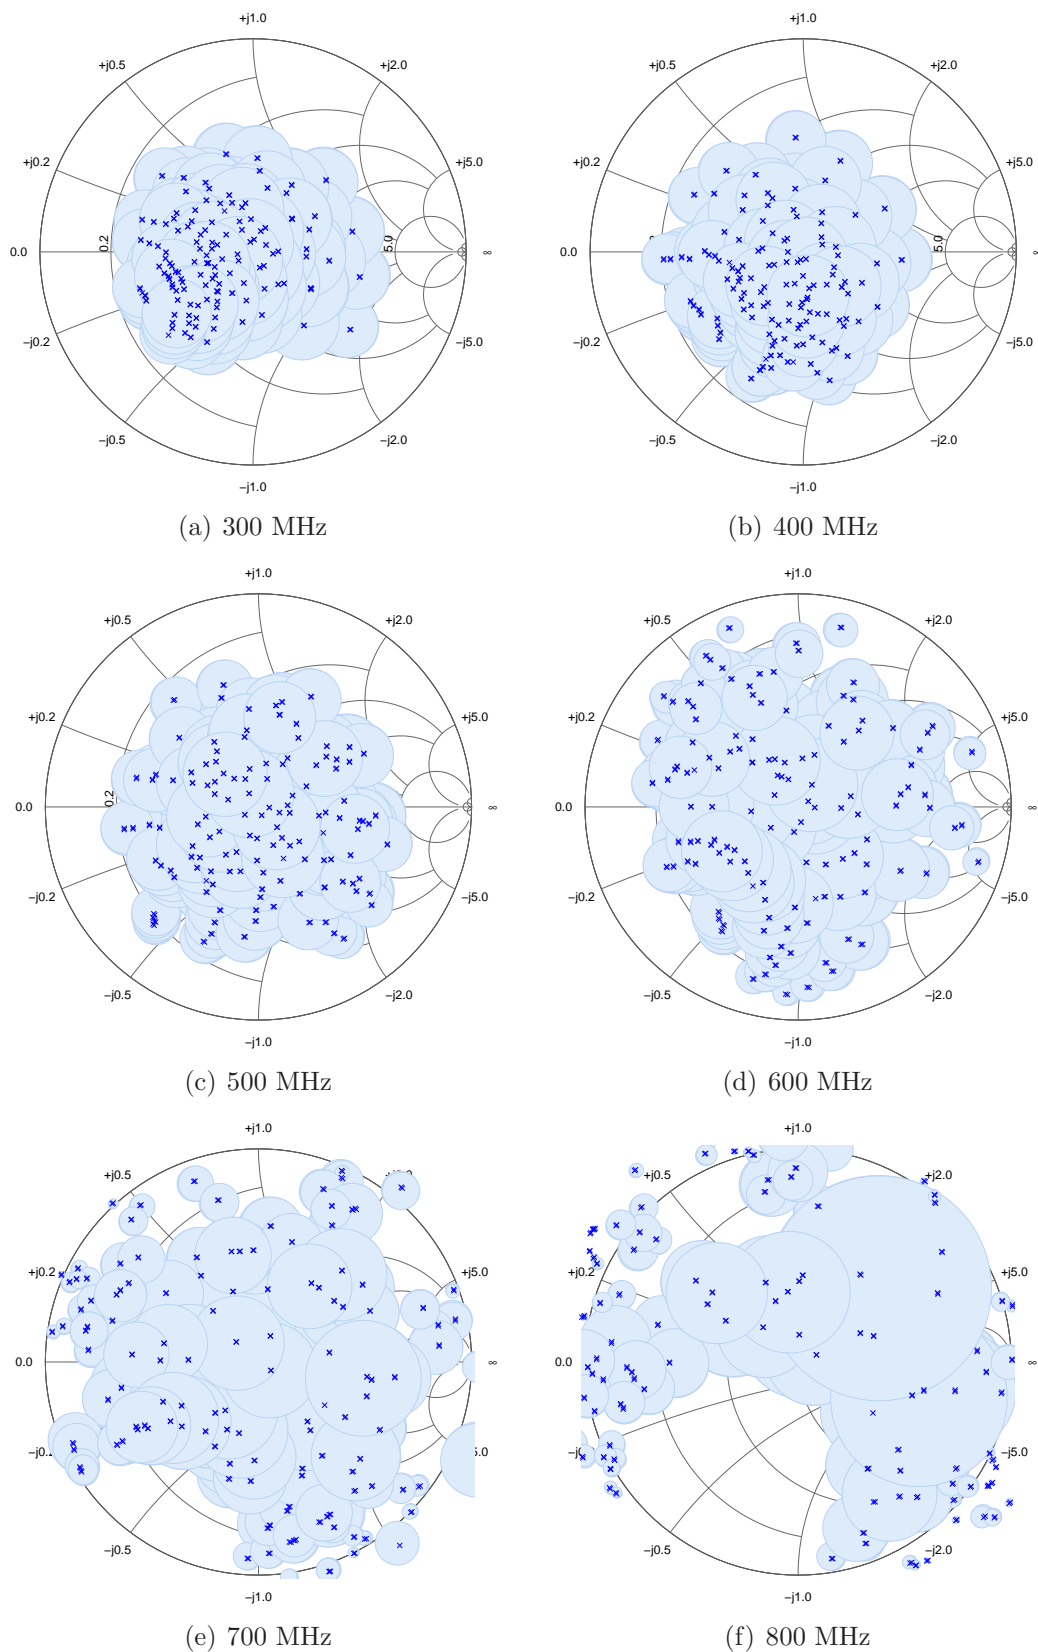 +j1.0 +j1.0
+j0.5 +j2.0 +j0.5 +j2.0
+j0.2 +j5.0 +j0.2 +j5.0
0.0 0.2 5.0 ∞ 0.0 5.0 ∞
−j0.2 −j5.0 −j0.2 −j5.0
−j0.5 −j2.0 −j0.5 −j2.0
−j1.0 −j1.0
(a) 300 MHz (b) 400 MHz
+j1.0 +j1.0
+j0.5 +j2.0 +j0.5 +j2.0
+j0.2 +j5.0 +j0.2 +j5.0
0.0 0.2 ∞ 0.0 ∞
−j0.2 −j5.0 −j0.2 −j5.0
−j0.5 −j2.0 −j0.5 −j2.0
−j1.0 −j1.0
(c) 500 MHz (d) 600 MHz
+j1.0 +j1.0
+j0.5 +j0.5 +j2.0
+j0.2 +j5.0 +j0.2 +j5.0
0.0 ∞ 0.0 ∞
5.0 −j5.0
−j0.5 −j0.5 −j2.0
−j1.0 −j1.0
(e) 700 MHz (f) 800 MHz